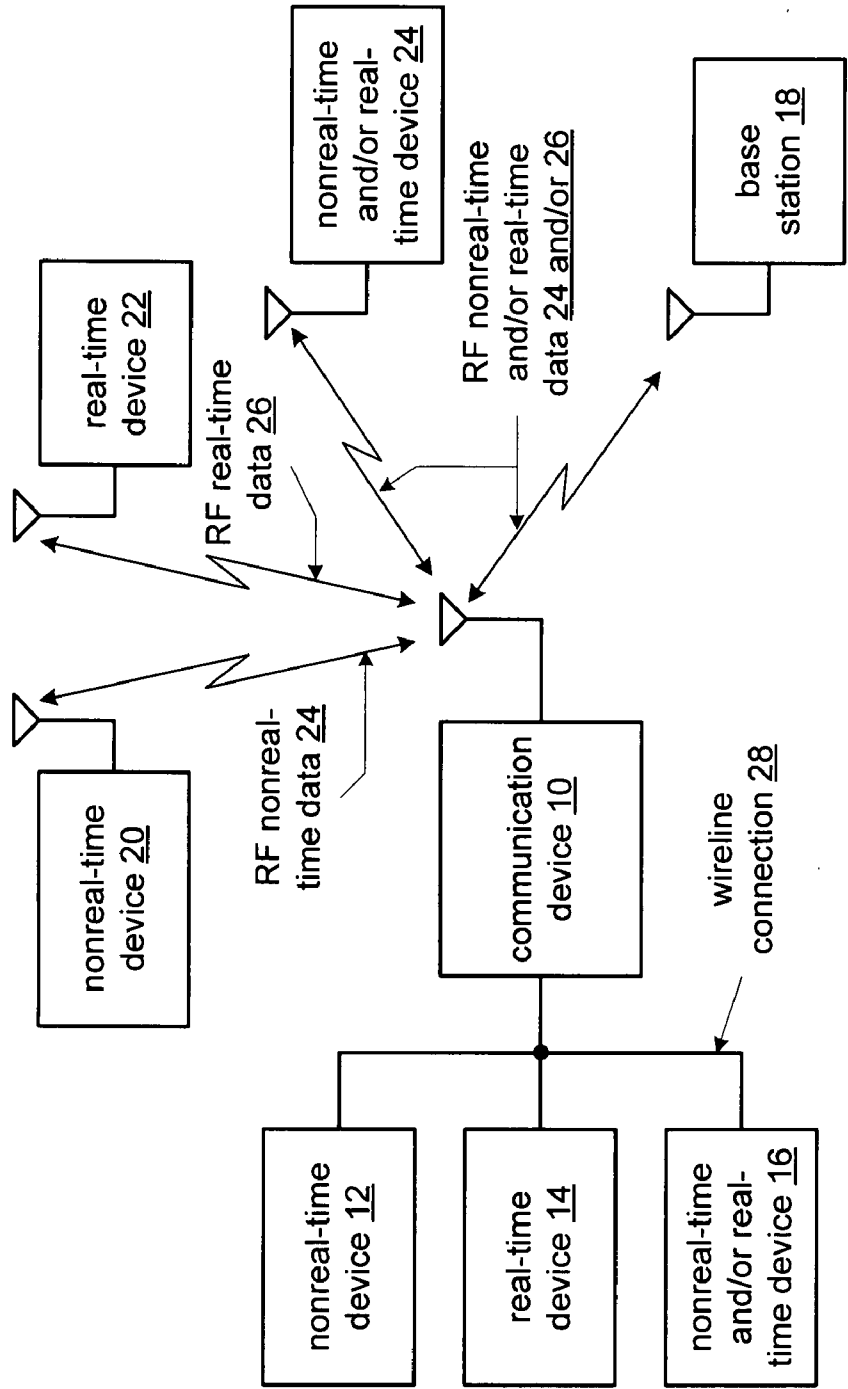 nonreal-time
device 20
real-time
device 22
RF nonreal-
time data 24
RF real-time
data 26
nonreal-time
and/or real-
time device 24
nonreal-time
device 12
real-time
device 14
nonreal-time
and/or real-
time device 16
communication
device 10
RF nonreal-time
and/or real-time
data 24 and/or 26
wireline
connection 28
base
station 18